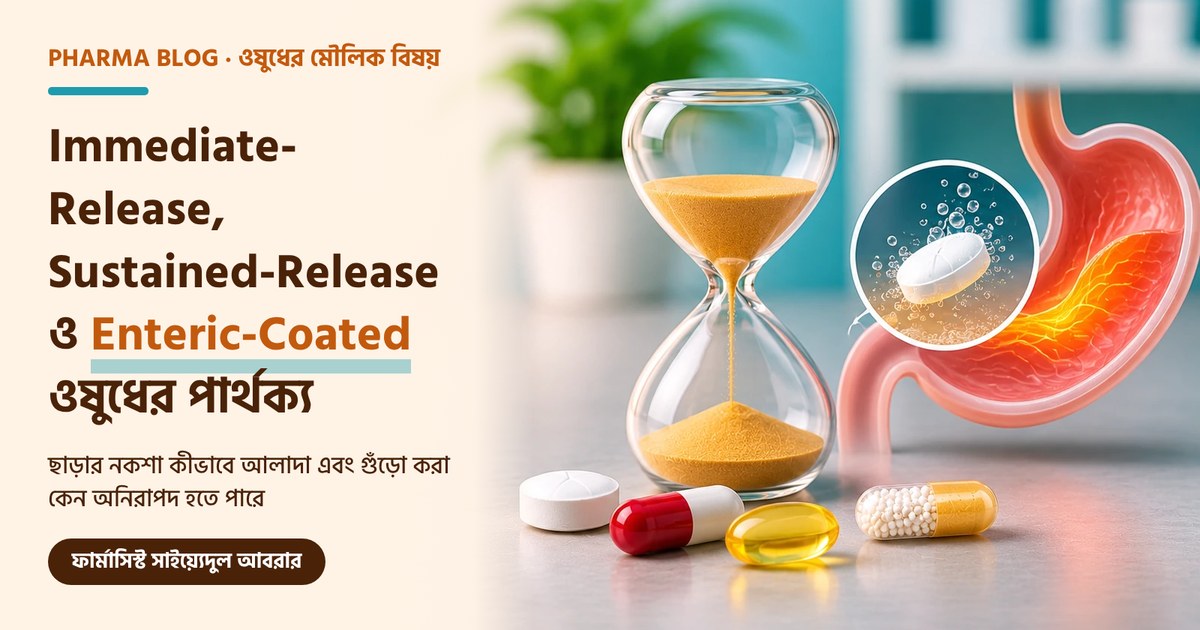 PHARMA BLOG · ওষুধের মৌলিক বিষয়
Immediate-
Release,
Sustained-Release
ও Enteric-Coated
ওষুধের পার্থক্য
ছাড়ার নকশা কীভাবে আলাদা এবং গুঁড়ো করা
কেন অনিরাপদ হতে পারে
ফার্মাসিস্ট সাইয়্যেদুল আবরার